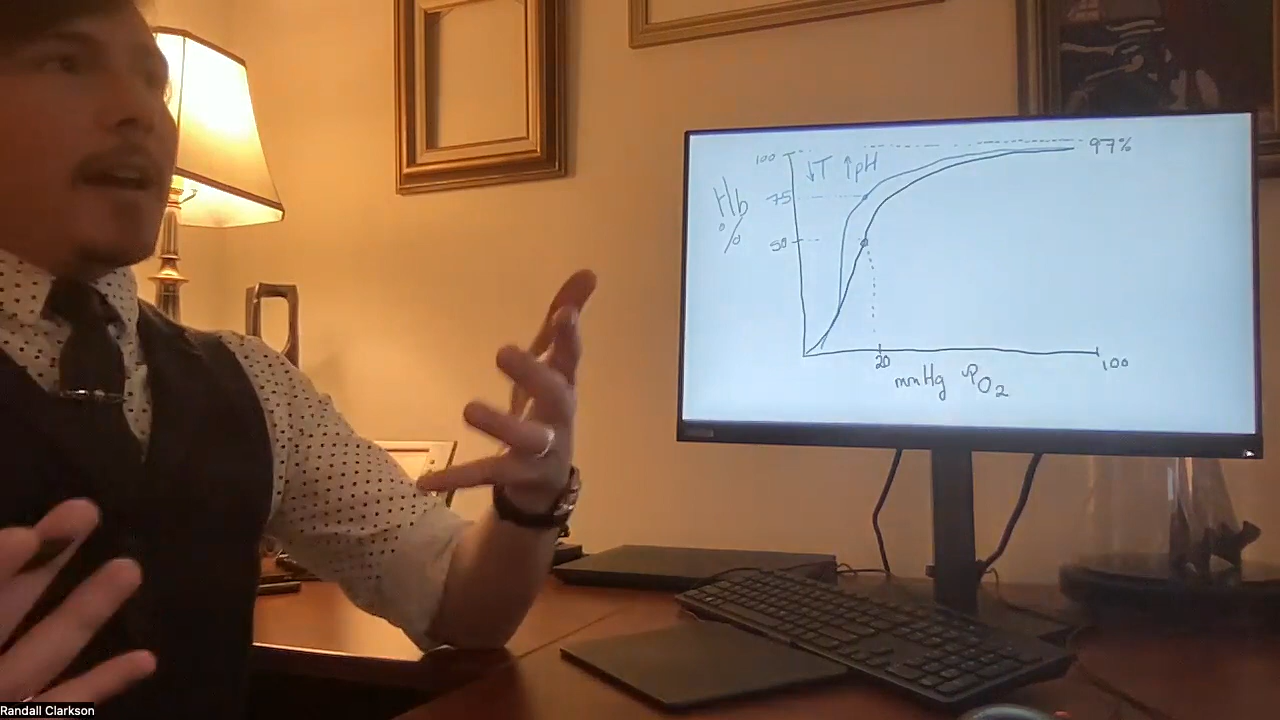 100 ↓T ↑pH 97%
Hb 75
% 50
20 100
mmHg PO2
Randall Clarkson